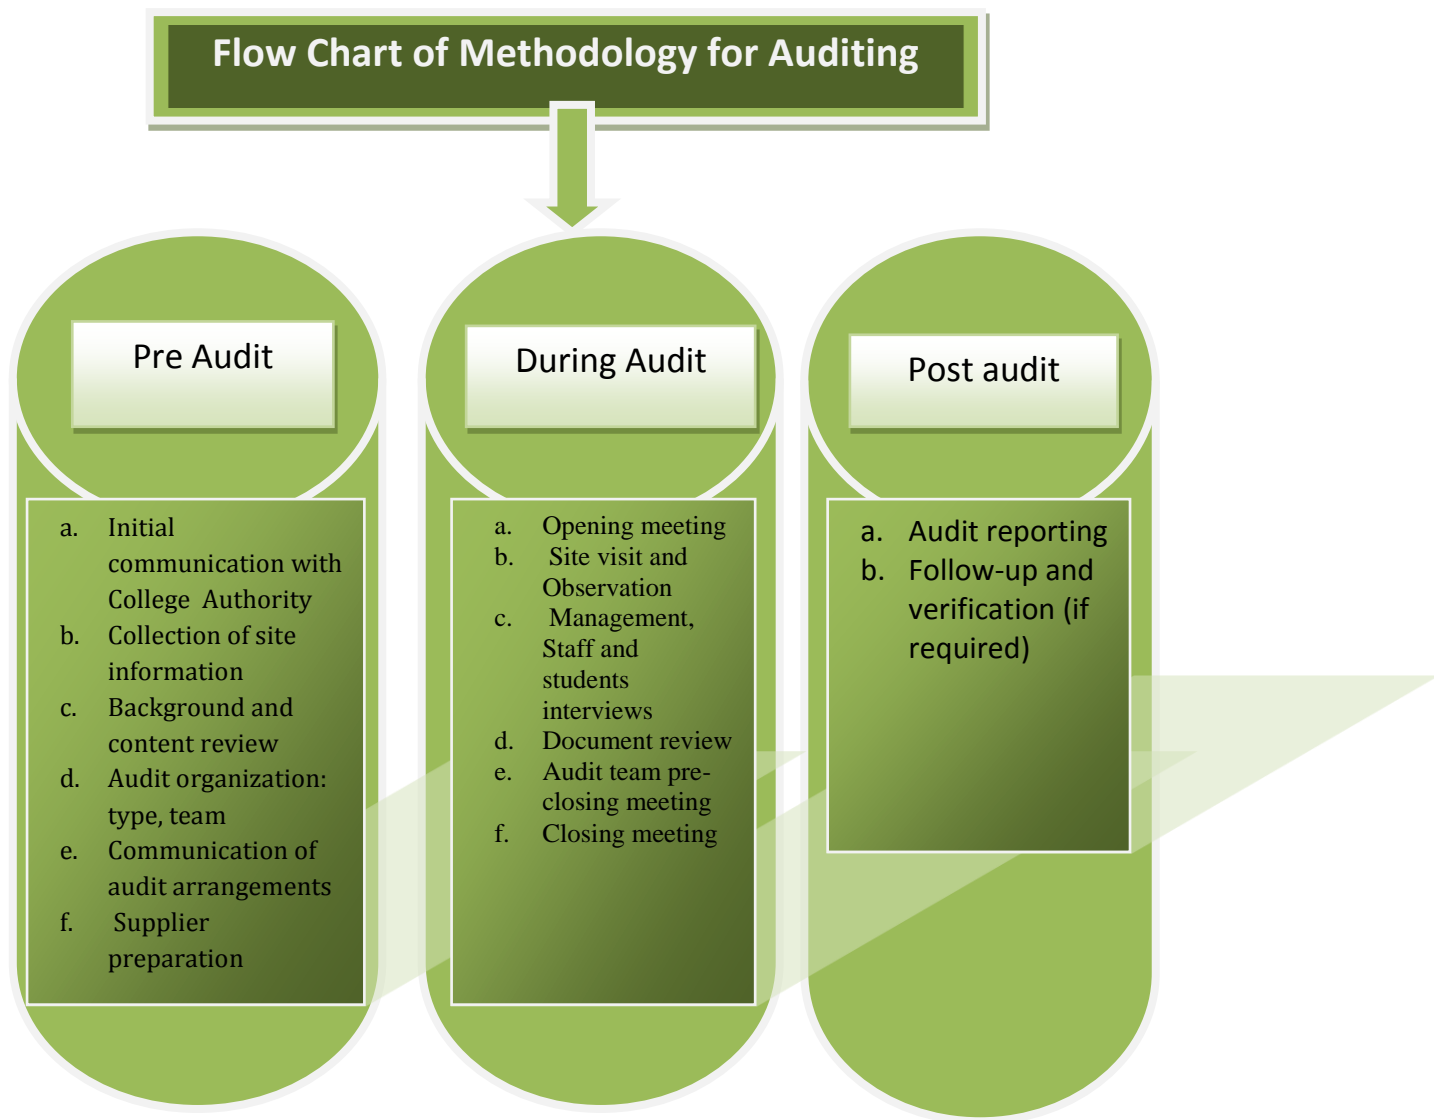 Flow Chart of Methodology for Auditing
Pre Audit
a. Initial
communication with
College Authority
b. Collection of site
information
c. Background and
content review
d. Audit organization:
type, team
e. Communication of
audit arrangements
f. Supplier
preparation
During Audit
a. Opening meeting
b. Site visit and
Observation
c. Management,
Staff and
students
interviews
d. Document review
e. Audit team pre-
closing meeting
f. Closing meeting
Post audit
a. Audit reporting
b. Follow-up and
verification (if
required)